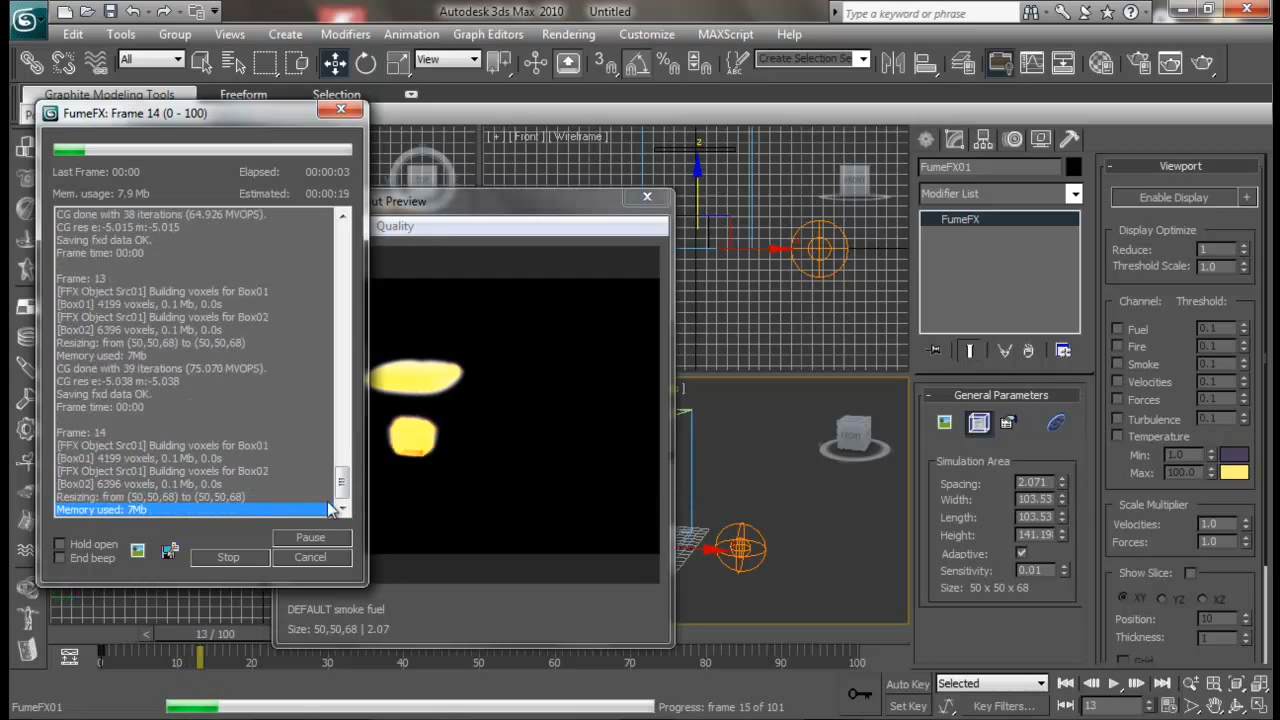 Autodesk 3ds Max 2010 Untitled
Type a keyword or phrase
Edit Tools Group Views Create Modifiers Animation Graph Editors Rendering Customize MAXScript Help
All
View
Create Selection Se
Graphite Modeling Tools Freeform Selection
FumeFX: Frame 14 (0 - 100)
Last Frame: 00:00 Elapsed: 00:00:03
Mem. usage: 7.9 Mb Estimated: 00:00:19
CG done with 38 iterations (64.926 MVOPS).
CG res e:-5.015 m:-5.015
Saving fxd data OK.
Frame time: 00:00
Frame: 13
[FFX Object Src01] Building voxels for Box01
[Box01] 4199 voxels, 0.1 Mb, 0.0s
[FFX Object Src01] Building voxels for Box02
[Box02] 6396 voxels, 0.1 Mb, 0.0s
Resizing: from (50,50,68) to (50,50,68)
Memory used: 7Mb
CG done with 39 iterations (75.070 MVOPS).
CG res e:-5.038 m:-5.038
Saving fxd data OK.
Frame time: 00:00
Frame: 14
[FFX Object Src01] Building voxels for Box01
[Box01] 4199 voxels, 0.1 Mb, 0.0s
[FFX Object Src01] Building voxels for Box02
[Box02] 6396 voxels, 0.1 Mb, 0.0s
Resizing: from (50,50,68) to (50,50,68)
Memory used: 7Mb
Hold open
End beep
Pause
Stop
Cancel
ut Preview
Quality
DEFAULT smoke fuel
Size: 50,50,68 | 2.07
[ + ] [ Front ] [ Wireframe ]
z
FRONT
FumeFX01
Modifier List
FumeFX
General Parameters
Simulation Area
Spacing: 2.071
Width: 103.53
Length: 103.53
Height: 141.19
Adaptive:
Sensitivity: 0.01
Size: 50 x 50 x 68
Viewport
Enable Display +
Display Optimize
Reduce: 1
Threshold Scale: 1.0
Channel: Threshold:
Fuel 0.1
Fire 0.1
Smoke 0.1
Velocities 0.1
Forces 0.1
Turbulence 0.1
Temperature
Min: 1.0
Max: 100.0
Scale Multiplier
Velocities: 1.0
Forces: 1.0
Show Slice:
XY YZ XZ
Position: 10
Thickness: 1
Grid
< 13 / 100
0 10 20 30 40 50 60 70 80 90 100
Auto Key Selected
Set Key Key Filters... 13
FumeFX01 Progress: frame 15 of 101